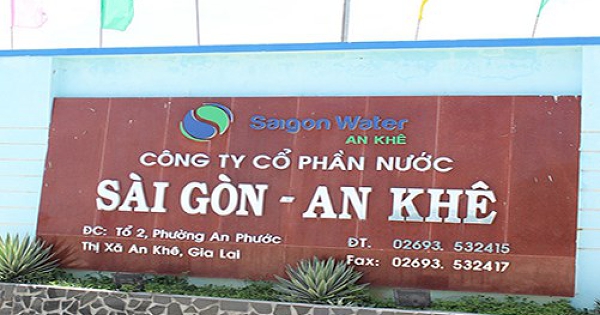 Saigon Water
AN KHÊ
CÔNG TY CỔ PHẦN NƯỚC
SÀI GÒN - AN KHÊ
ĐC: Tổ 2, Phường An Phước
Thị Xã An Khê, Gia Lai
ĐT. 02693. 532415
Fax: 02693. 532417